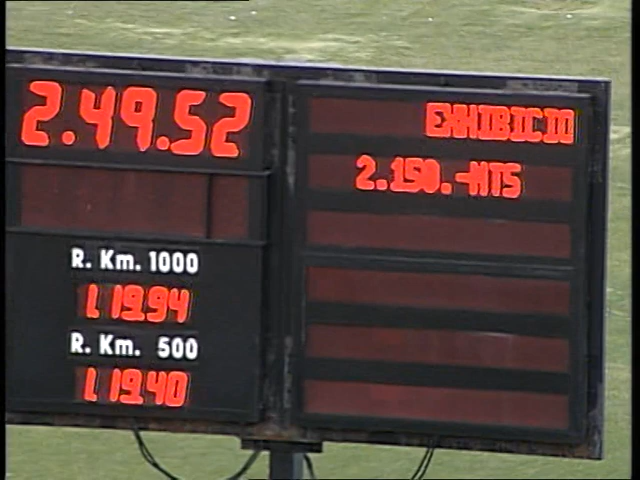 2.49.52
R. Km. 1000
1.19.94
R. Km. 500
1.19.40
EXHIBICIO
2.150.-MTS